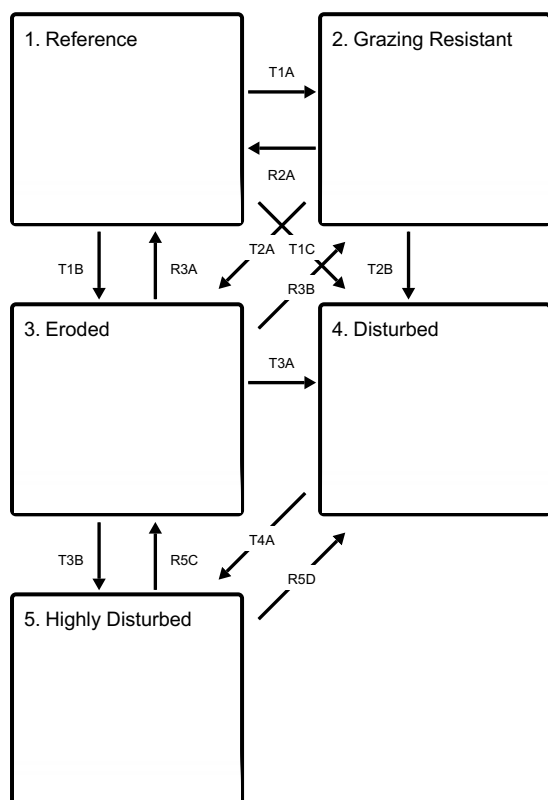 1. Reference
2. Grazing Resistant
T1A
R2A
T1B
R3A
T2A
T1C
R3B
T2B
3. Eroded
4. Disturbed
T3A
T3B
R5C
T4A
R5D
5. Highly Disturbed